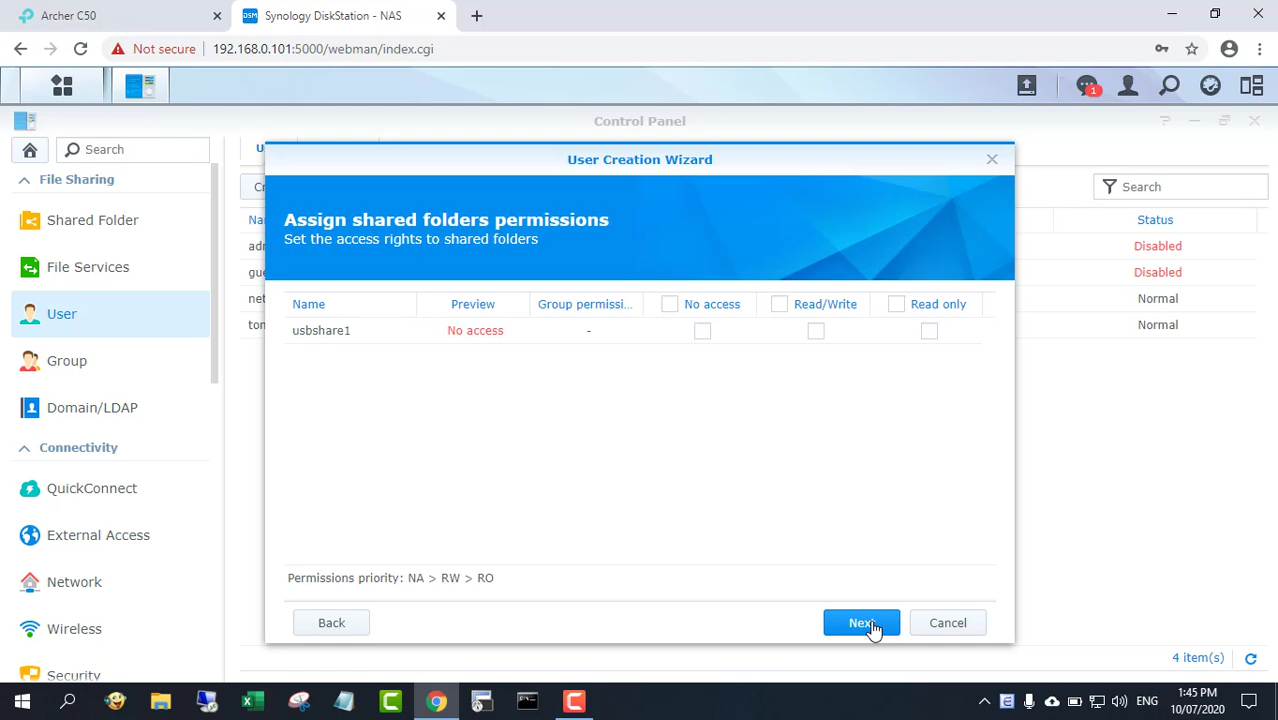 Archer C50
DSM
Synology DiskStation - NAS
Not secure
192.168.0.101:5000/webman/index.cgi
1
Control Panel
Search
File Sharing
Shared Folder
File Services
User
Group
Domain/LDAP
Connectivity
QuickConnect
External Access
Network
Wireless
Security
Search
Status
Disabled
Disabled
Normal
Normal
4 item(s)
User Creation Wizard
Assign shared folders permissions
Set the access rights to shared folders
Name Preview Group permissi... No access Read/Write Read only
usbshare1 No access -
Permissions priority: NA > RW > RO
Back
Next
Cancel
ENG
1:45 PM
10/07/2020